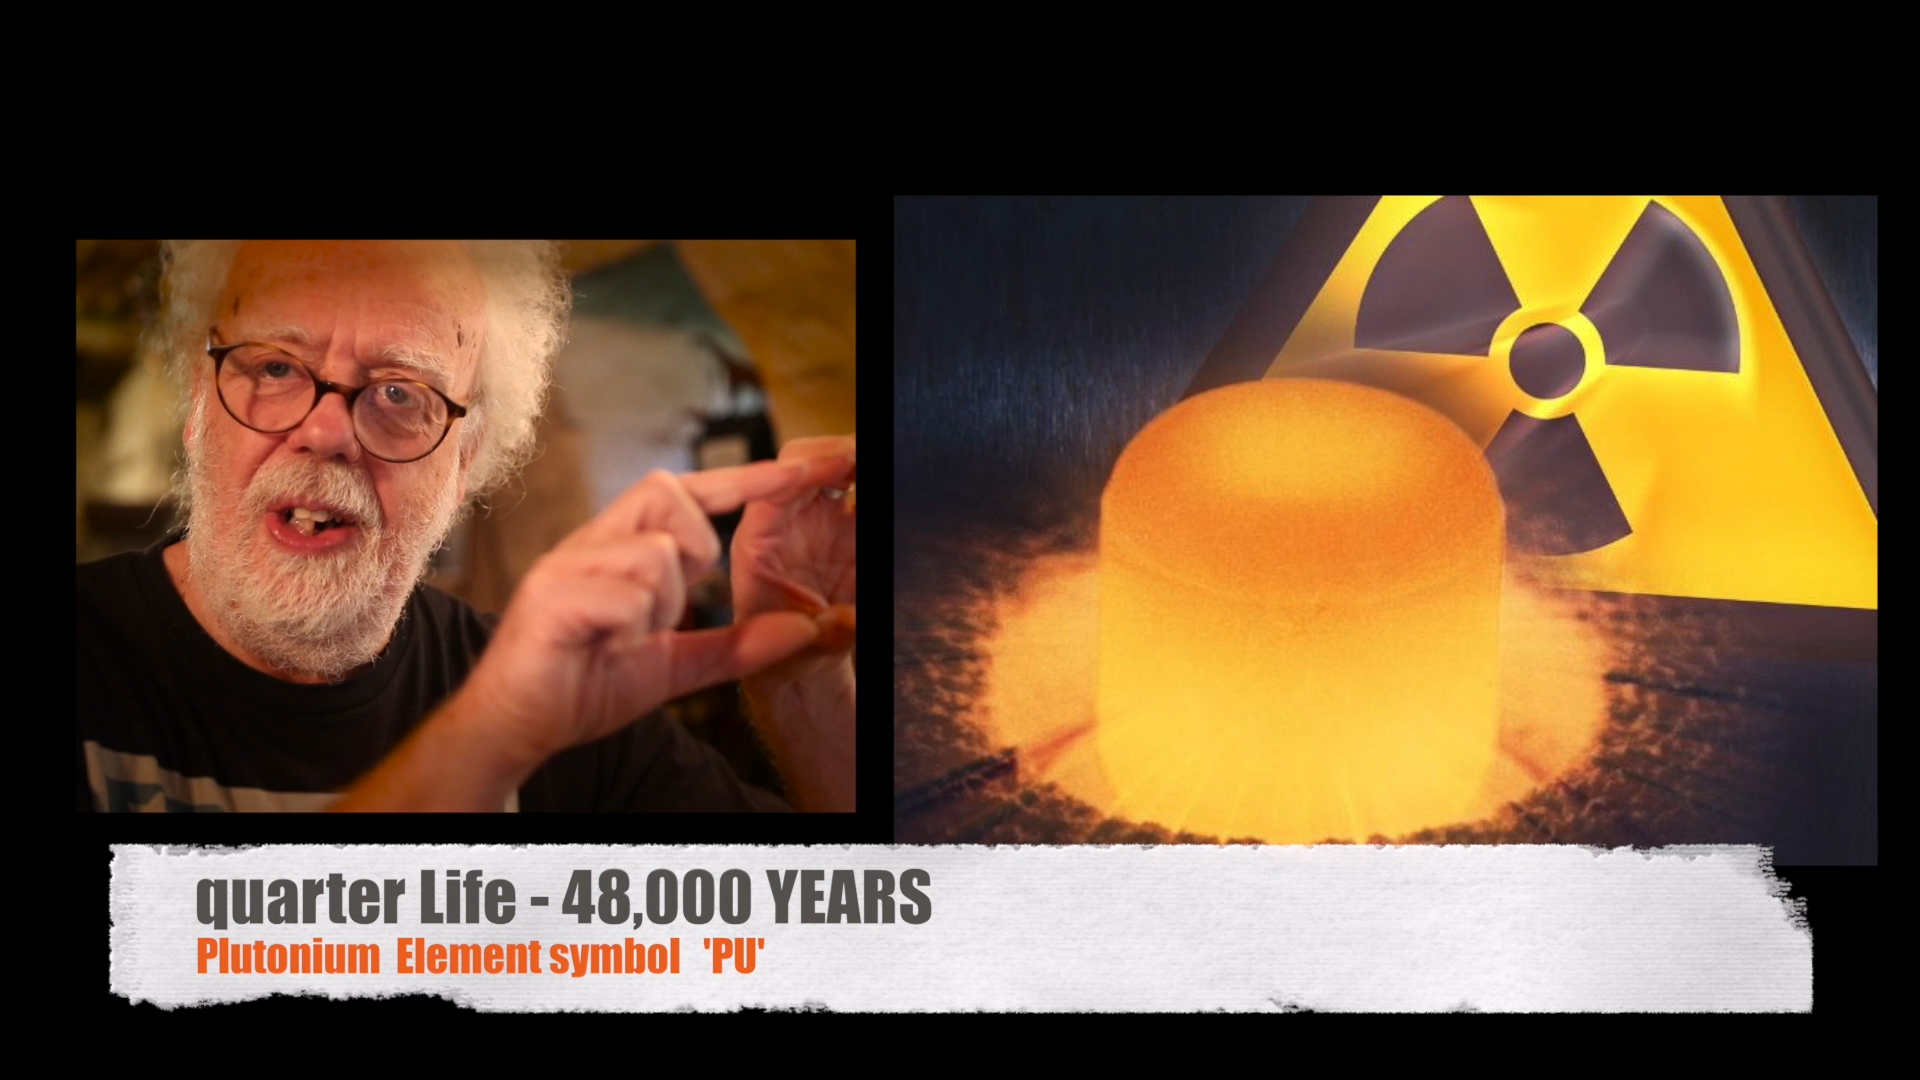 quarter Life - 48,000 YEARS
Plutonium Element symbol 'PU'